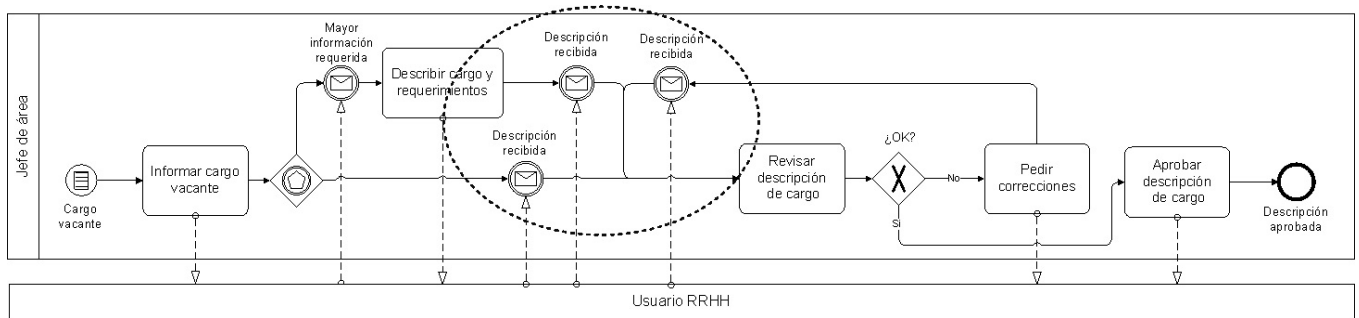 Jefe de área
Cargo
vacante
Informar cargo
vacante
Mayor
información
requerida
Describir cargo y
requerimientos
Descripción
recibida
Descripción
recibida
Descripción
recibida
Revisar
descripción
de cargo
¿OK?
No
Si
Pedir
correcciones
Aprobar
descripción
de cargo
Descripción
aprobada
Usuario RRHH